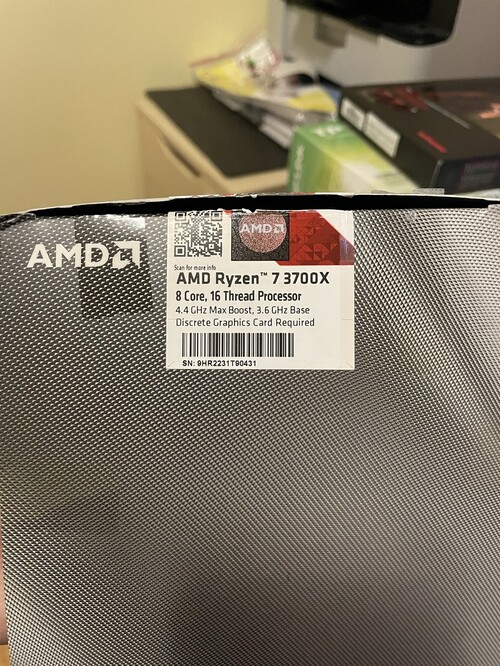 AMD
AMD
Scan for more info
AMD Ryzen™ 7 3700X
8 Core, 16 Thread Processor
4.4 GHz Max Boost, 3.6 GHz Base
Discrete Graphics Card Required
SN: 9HR2231T90431